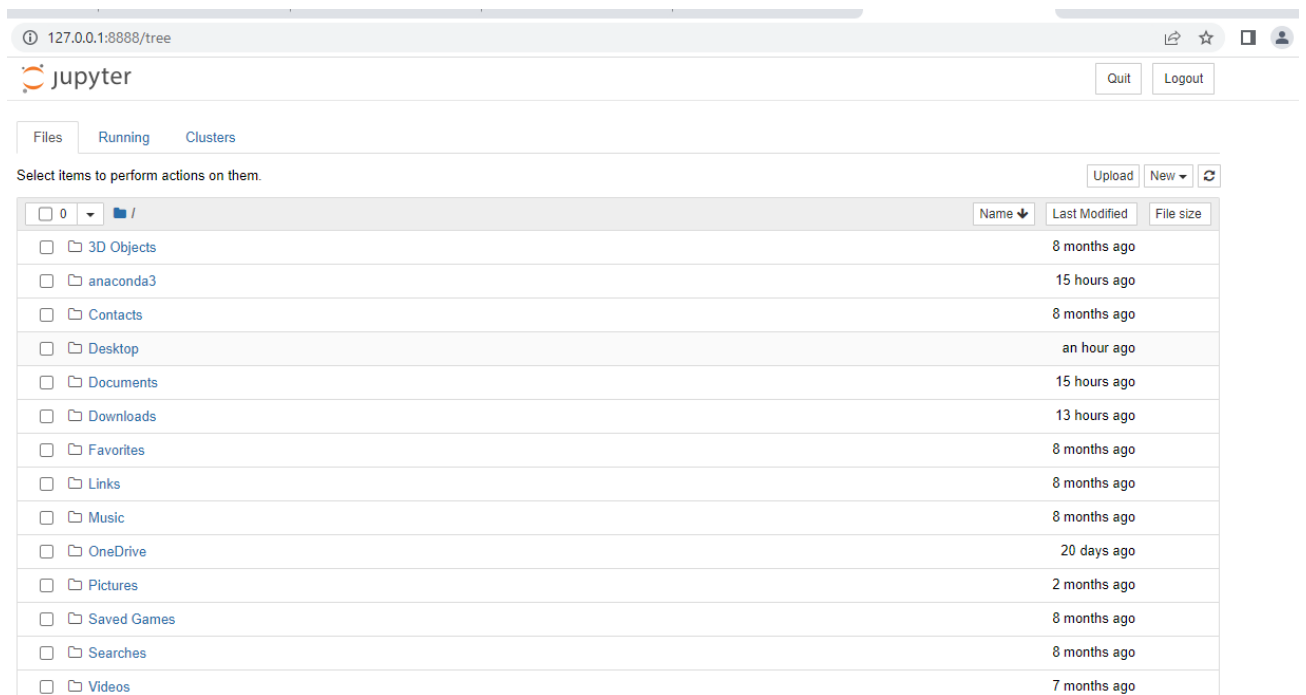 127.0.0.1:8888/tree
jupyter
Quit Logout
Files Running Clusters
Select items to perform actions on them.
Upload New
0 / Name Last Modified File size
3D Objects 8 months ago
anaconda3 15 hours ago
Contacts 8 months ago
Desktop an hour ago
Documents 15 hours ago
Downloads 13 hours ago
Favorites 8 months ago
Links 8 months ago
Music 8 months ago
OneDrive 20 days ago
Pictures 2 months ago
Saved Games 8 months ago
Searches 8 months ago
Videos 7 months ago